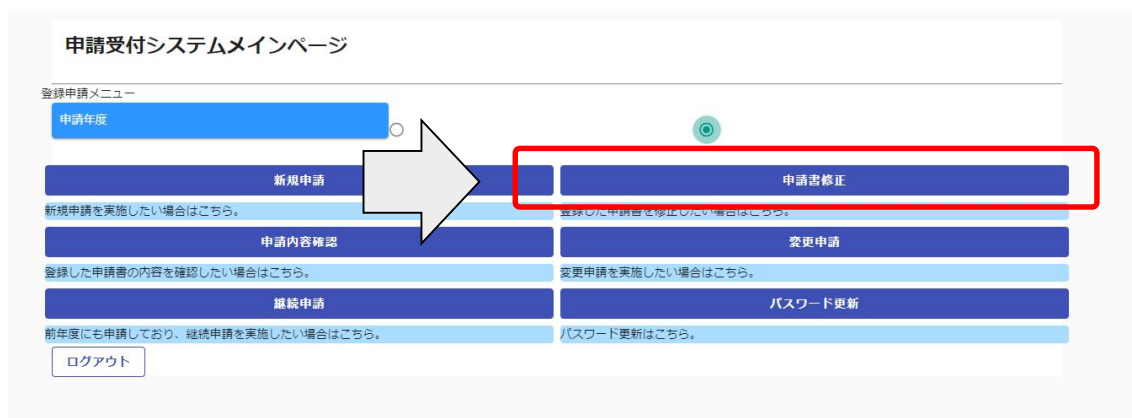 申請受付システムメインページ
登録申請メニュー
申請年度
新規申請
申請書修正
新規申請を実施したい場合はこちら。
登録した申請書を修正したい場合はこちら。
申請内容確認
変更申請
登録した申請書の内容を確認したい場合はこちら。
変更申請を実施したい場合はこちら。
継続申請
パスワード更新
前年度にも申請しており、継続申請を実施したい場合はこちら。
パスワード更新はこちら。
ログアウト